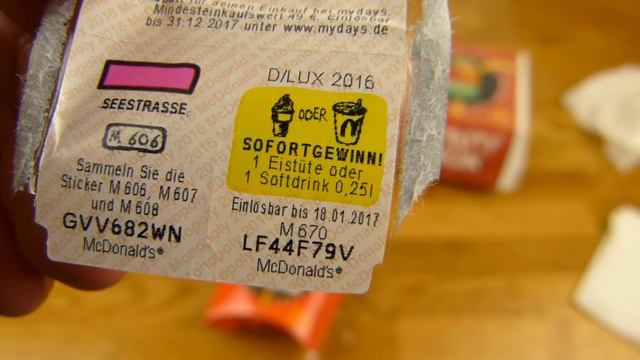 Rabatt für deinen Einkauf bei mydays.
Mindesteinkaufswert 49 €. Einlösbar
bis 31.12.2017 unter www.mydays.de
SEESTRASSE
M 606
Sammeln Sie die
Sticker M 606, M 607
und M 608
GVV682WN
McDonald's®
D/LUX 2016
ODER
SOFORTGEWINN!
1 Eistüte oder
1 Softdrink 0,25l
Einlösbar bis 18.01.2017
M 670
LF44F79V
McDonald's®